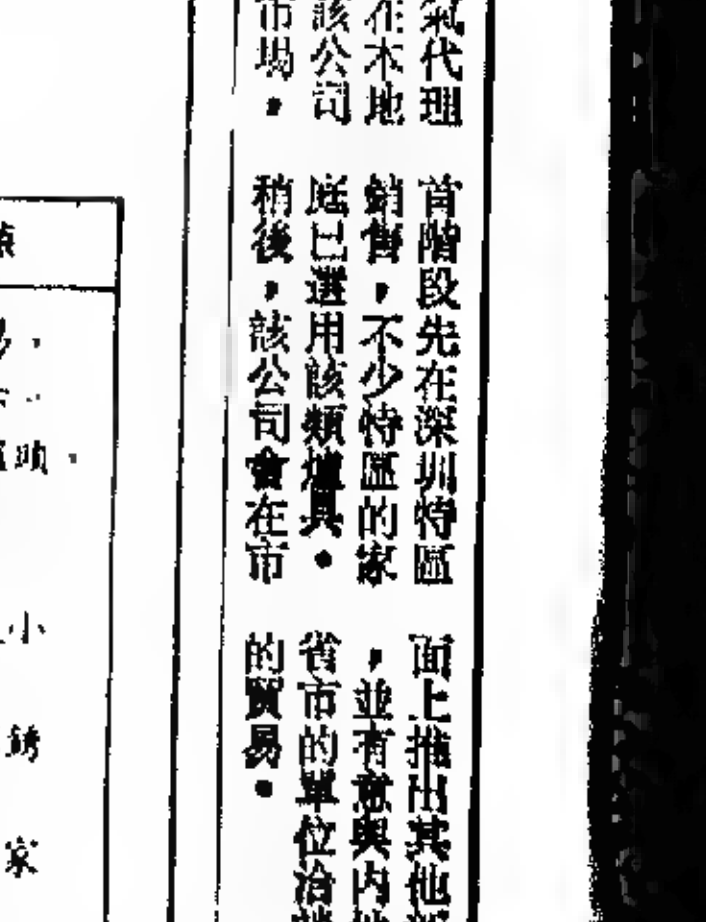 氣代理
在本地
該公司
市場，
首階段先在深圳特區
銷售，不少特區的家
庭已選用該類爐具。
稍後，該公司會在市
面上推出其他
，並有意與內地
省市的單位洽
的貿易。
小
銹
家